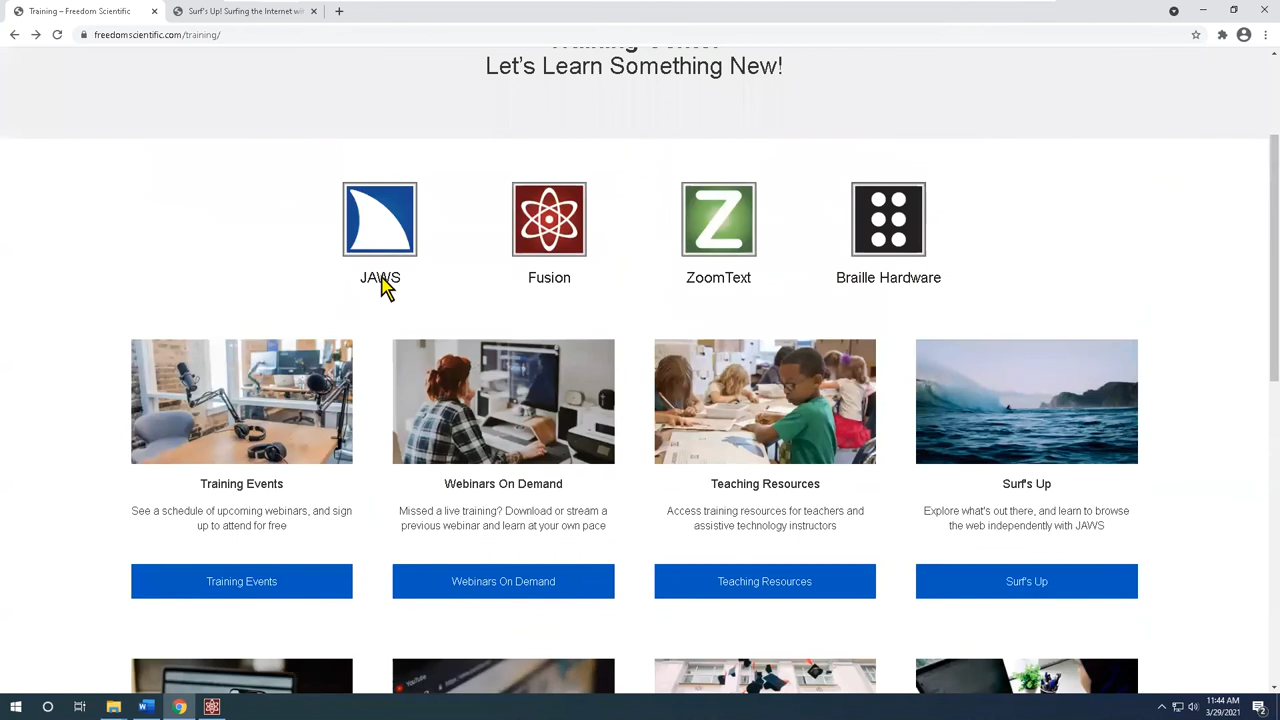 Training – Freedom Scientific
Surf's Up! Surfing the Internet wi
freedomscientific.com/training/
Let's Learn Something New!
Z
JAWS
Fusion
ZoomText
Braille Hardware
Training Events
See a schedule of upcoming webinars, and sign
up to attend for free
Training Events
Webinars On Demand
Missed a live training? Download or stream a
previous webinar and learn at your own pace
Webinars On Demand
Teaching Resources
Access training resources for teachers and
assistive technology instructors
Teaching Resources
Surf's Up
Explore what's out there, and learn to browse
the web independently with JAWS
Surf's Up
11:44 AM
3/29/2021